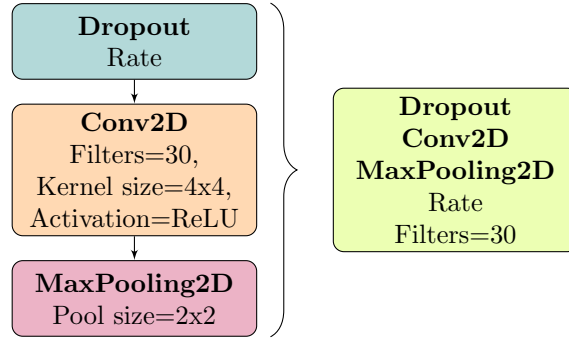 Dropout
Rate
Conv2D
Filters=30,
Kernel size=4x4,
Activation=ReLU
MaxPooling2D
Pool size=2x2
Dropout
Conv2D
MaxPooling2D
Rate
Filters=30